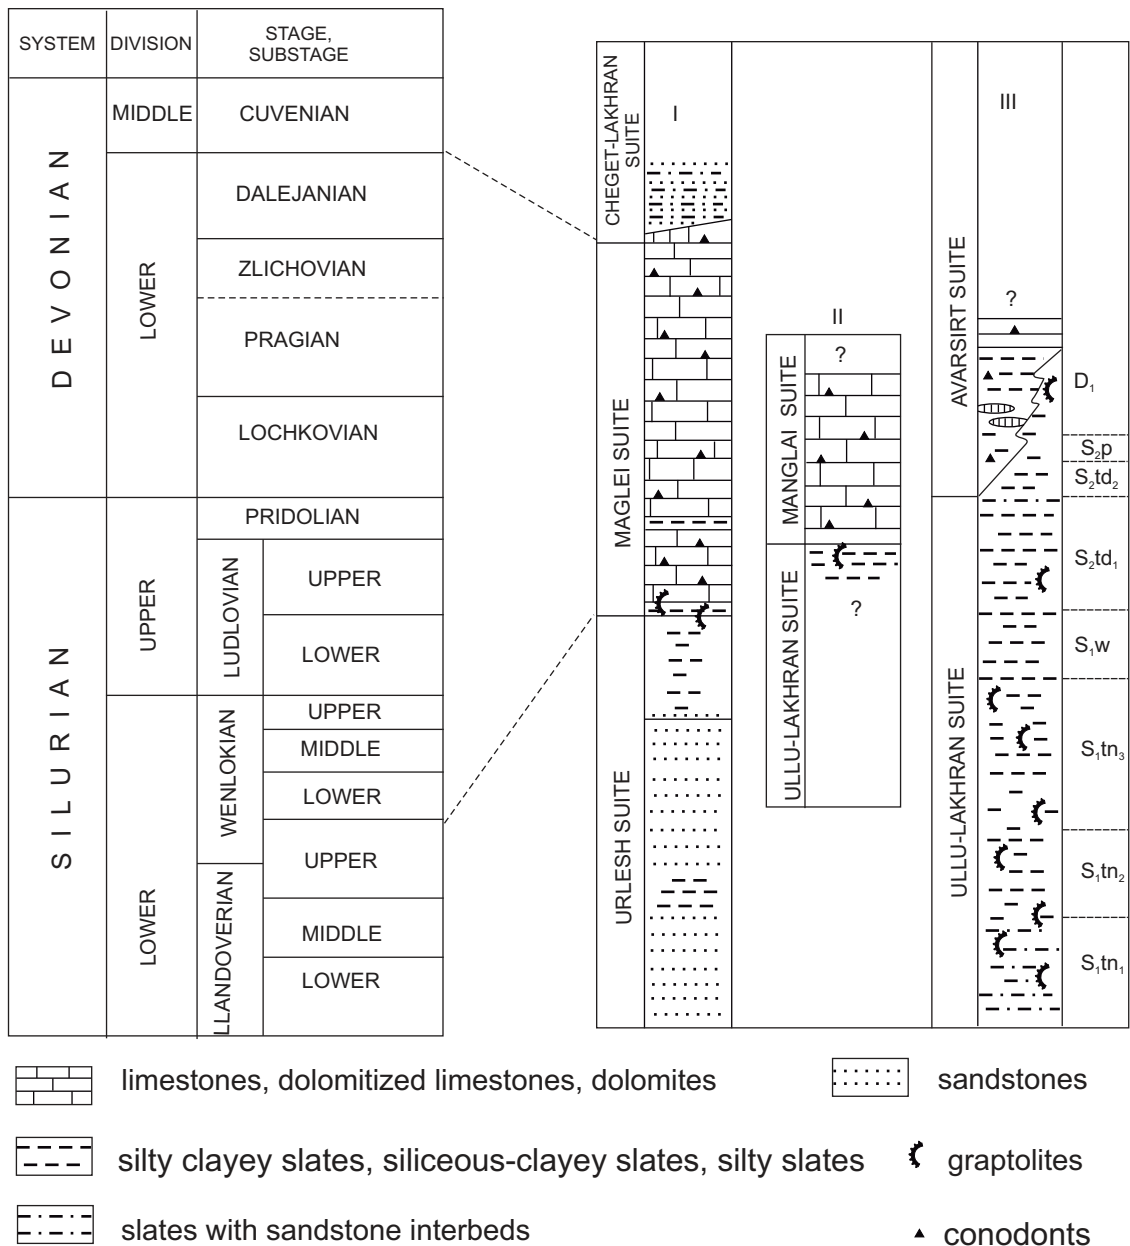 SYSTEM
DIVISION
STAGE,
SUBSTAGE
DEVONIAN
MIDDLE
CUVENIAN
LOWER
DALEJANIAN
ZLICHOVIAN
PRAGIAN
LOCHKOVIAN
SILURIAN
UPPER
PRIDOLIAN
LUDLOVIAN
UPPER
LOWER
LOWER
WENLOKIAN
UPPER
MIDDLE
LOWER
LLANDOVERIAN
UPPER
MIDDLE
LOWER
CHEGET-LAKHRAN
SUITE
I
MAGLEI SUITE
URLESH SUITE
II
?
MANGLAI SUITE
ULLU-LAKHRAN SUITE
?
III
AVARSIRT SUITE
?
ULLU-LAKHRAN SUITE
D₁
S₂p
S₂td₂
S₂td₁
S₁w
S₁tn₃
S₁tn₂
S₁tn₁
limestones, dolomitized limestones, dolomites
sandstones
silty clayey slates, siliceous-clayey slates, silty slates
graptolites
slates with sandstone interbeds
conodonts